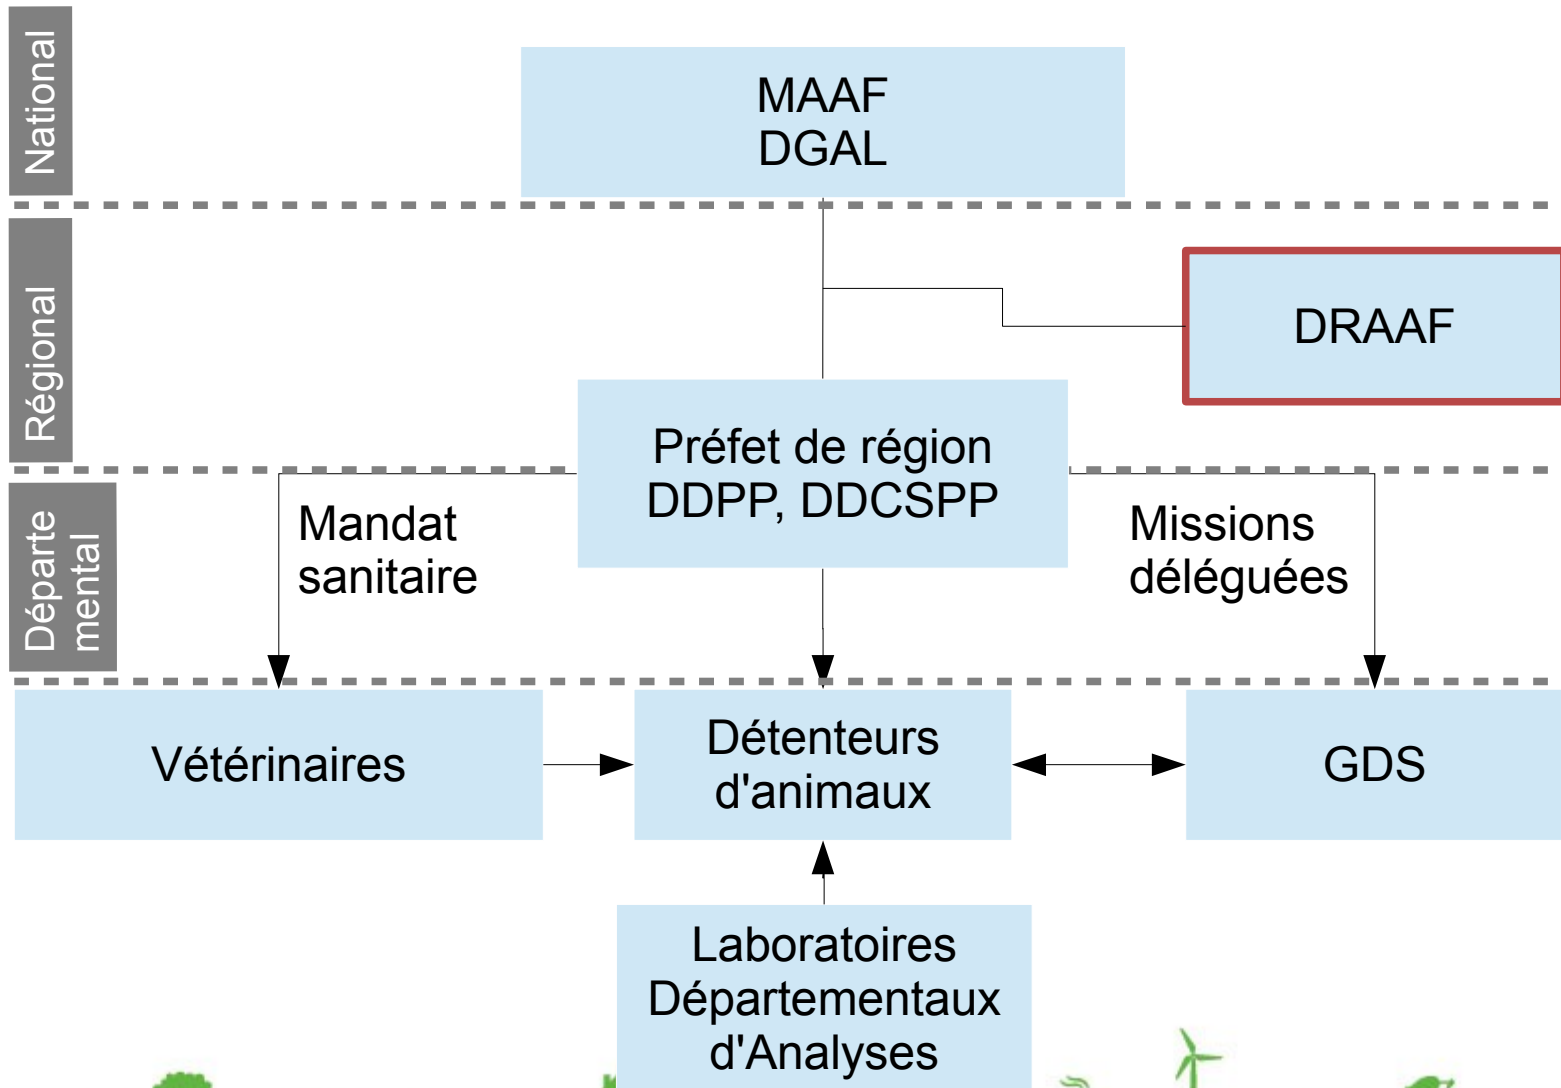 National
MAAF
DGAL
Régional
DRAAF
Préfet de région
DDPP, DDCSPP
Départe
mental
Mandat
sanitaire
Missions
déléguées
Vétérinaires
Détenteurs
d'animaux
GDS
Laboratoires
Départementaux
d'Analyses